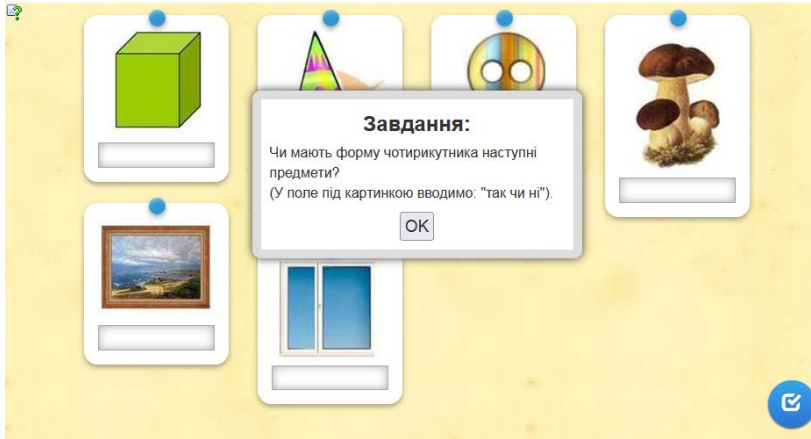 Завдання:
Чи мають форму чотирикутника наступні
предмети?
(У поле під картинкою вводимо: "так чи ні").
OK